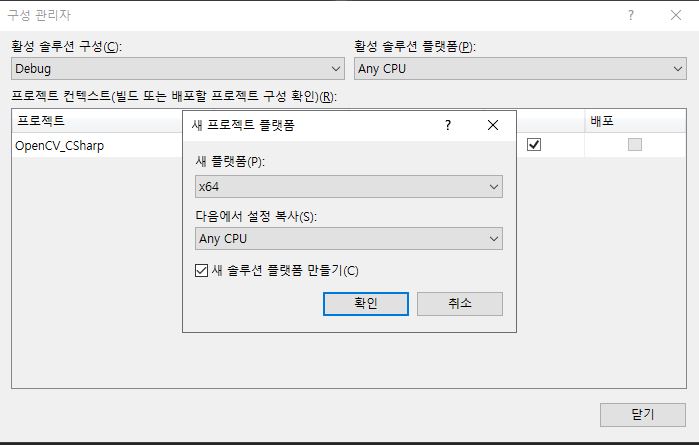 구성 관리자
활성 솔루션 구성(C):
활성 솔루션 플랫폼(P):
Debug
Any CPU
프로젝트 컨텍스트(빌드 또는 배포할 프로젝트 구성 확인)(R):
프로젝트
배포
OpenCV_CSharp
새 프로젝트 플랫폼
새 플랫폼(P):
x64
다음에서 설정 복사(S):
Any CPU
새 솔루션 플랫폼 만들기(C)
확인
취소
닫기